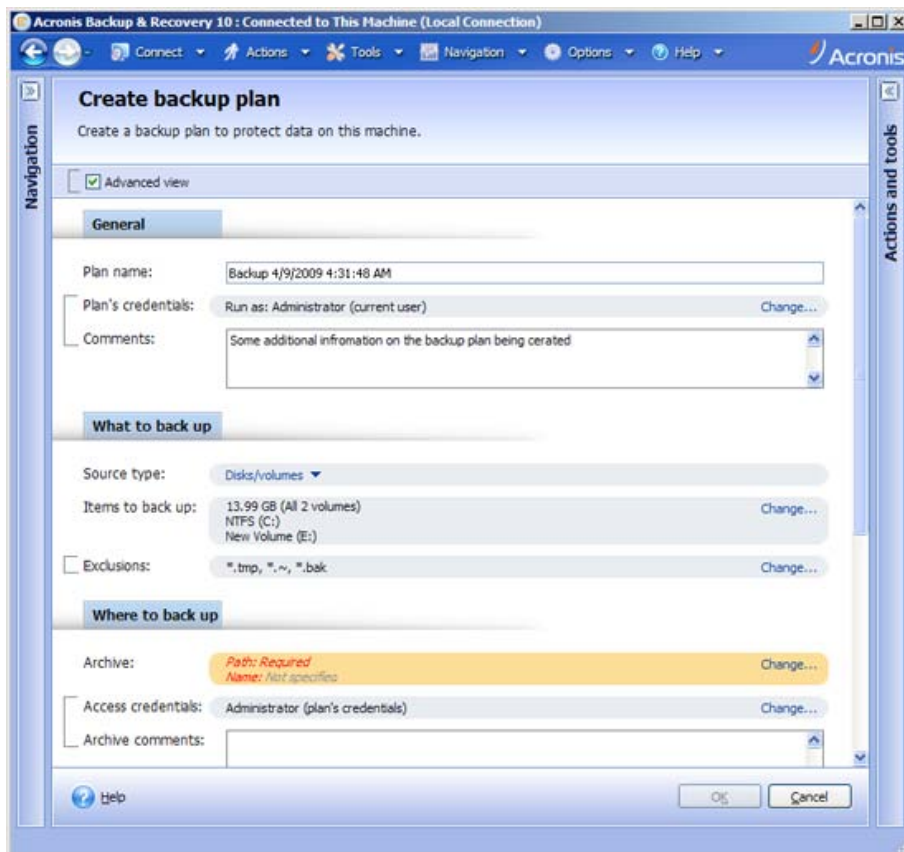 Acronis Backup & Recovery 10 : Connected to This Machine (Local Connection)
Connect Actions Tools Navigation Options Help Acronis
Navigation
Actions and tools
Create backup plan
Create a backup plan to protect data on this machine.
Advanced view
General
Plan name: Backup 4/9/2009 4:31:48 AM
Plan's credentials: Run as: Administrator (current user) Change...
Comments: Some additional infromation on the backup plan being cerated
What to back up
Source type: Disks/volumes
Items to back up: 13.99 GB (All 2 volumes) Change...
NTFS (C:)
New Volume (E:)
Exclusions: *.tmp, *.~, *.bak Change...
Where to back up
Archive: Path: Required Change...
Name: Not specified
Access credentials: Administrator (plan's credentials) Change...
Archive comments:
Help OK Cancel